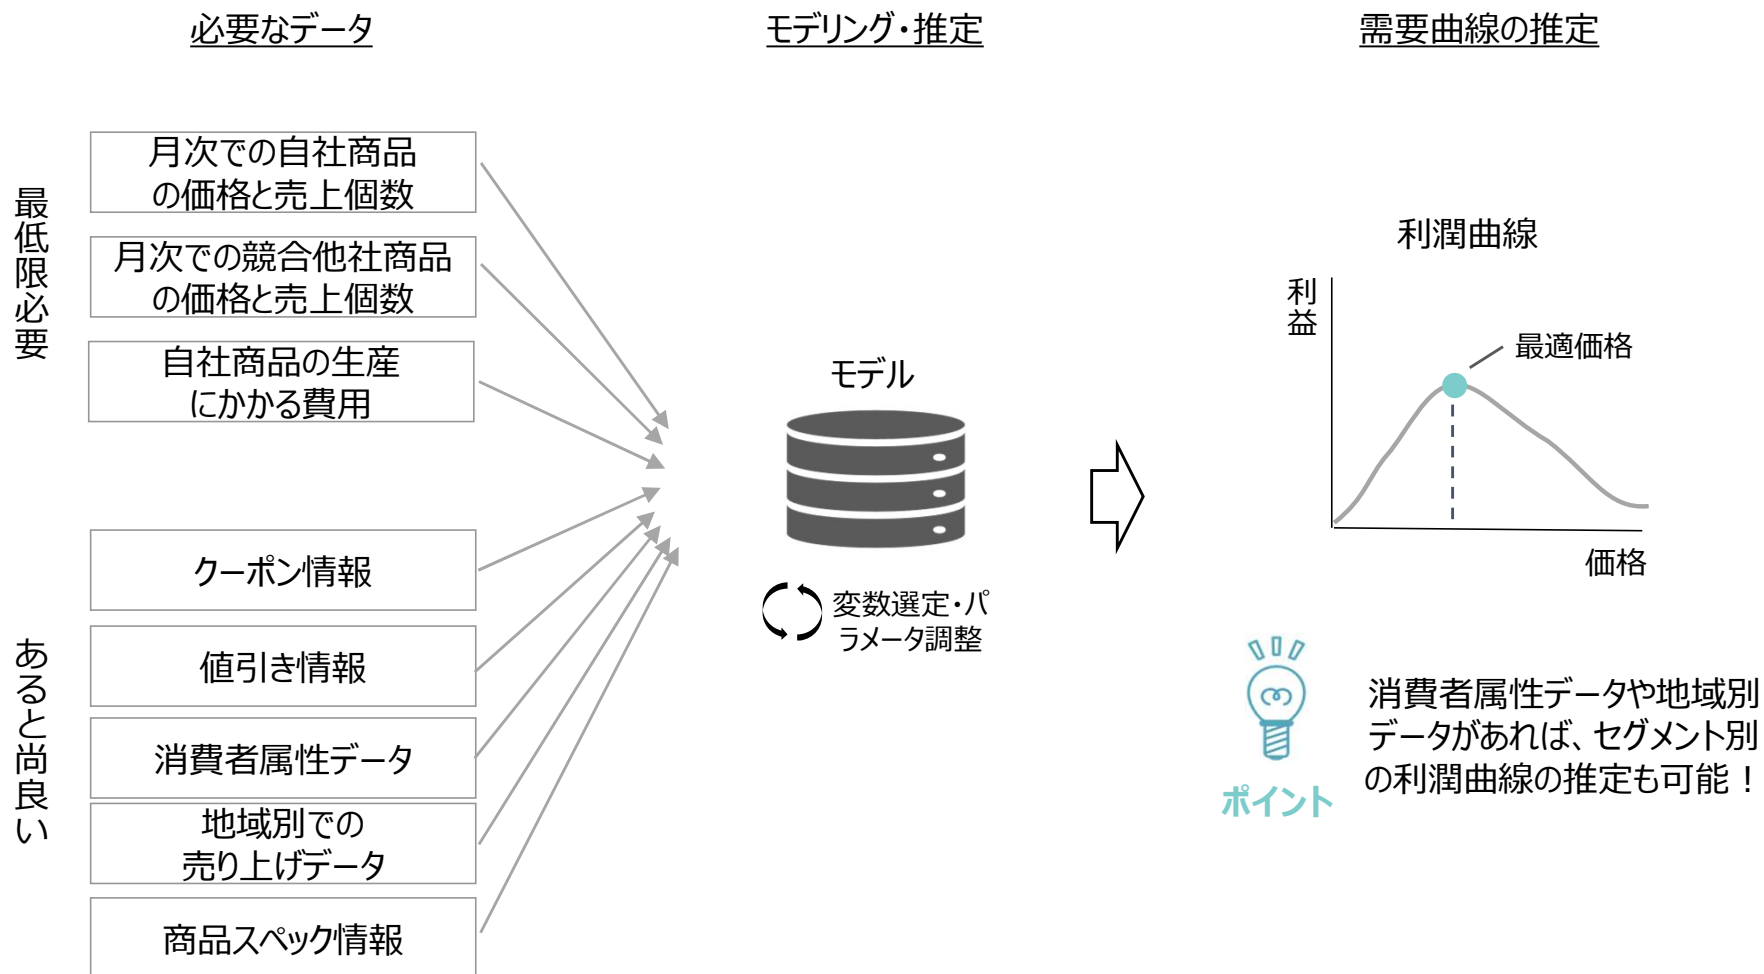 必要なデータ
モデリング・推定
需要曲線の推定
最低限必要
月次での自社商品
の価格と売上個数
月次での競合他社商品
の価格と売上個数
自社商品の生産
にかかる費用
あると尚良い
クーポン情報
値引き情報
消費者属性データ
地域別での
売り上げデータ
商品スペック情報
モデル
変数選定・パ
ラメータ調整
利潤曲線
利益
最適価格
価格
ポイント
消費者属性データや地域別
データがあれば、セグメント別
の利潤曲線の推定も可能！